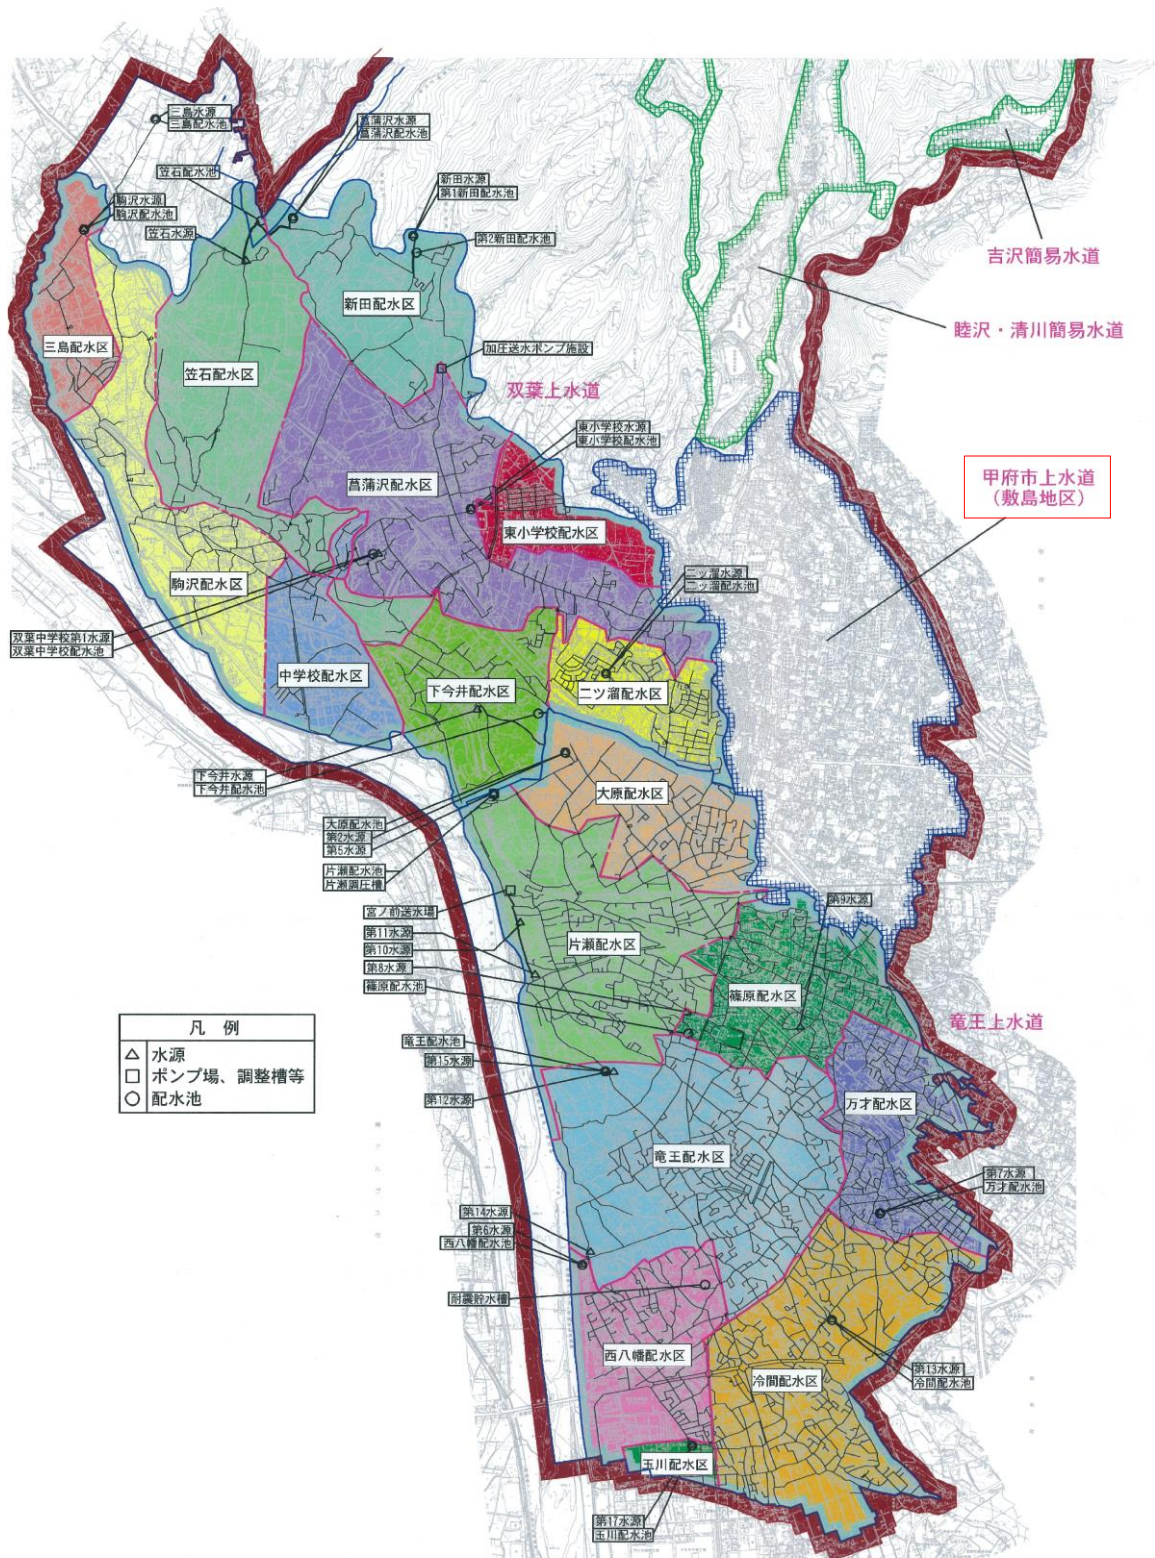 三島水源
三島配水池
菖蒲沢水源
菖蒲沢配水池
笠石配水池
駒沢水源
駒沢配水池
新田水源
第1新田配水池
笠石水源
第2新田配水池
吉沢簡易水道
新田配水区
睦沢・清川簡易水道
三島配水区
加圧送水ポンプ施設
笠石配水区
双葉上水道
東小学校水源
東小学校配水池
甲府市上水道
(敷島地区)
菖蒲沢配水区
東小学校配水区
駒沢配水区
二ッ溜水源
二ッ溜配水池
双葉中学校第1水源
双葉中学校配水池
中学校配水区
下今井配水区
二ツ溜配水区
下今井水源
下今井配水池
大原配水区
大原配水池
第2水源
第5水源
片瀬配水池
片瀬調圧槽
宮ノ前送水場
第9水源
第11水源
第10水源
片瀬配水区
第8水源
篠原配水池
篠原配水区
竜王上水道
凡 例
水源
ポンプ場、調整槽等
配水池
竜王配水池
第15水源
第12水源
万才配水区
竜王配水区
第7水源
万才配水池
第14水源
第6水源
西八幡配水池
耐震貯水槽
西八幡配水区
冷間配水区
第13水源
冷間配水池
玉川配水区
第17水源
玉川配水池